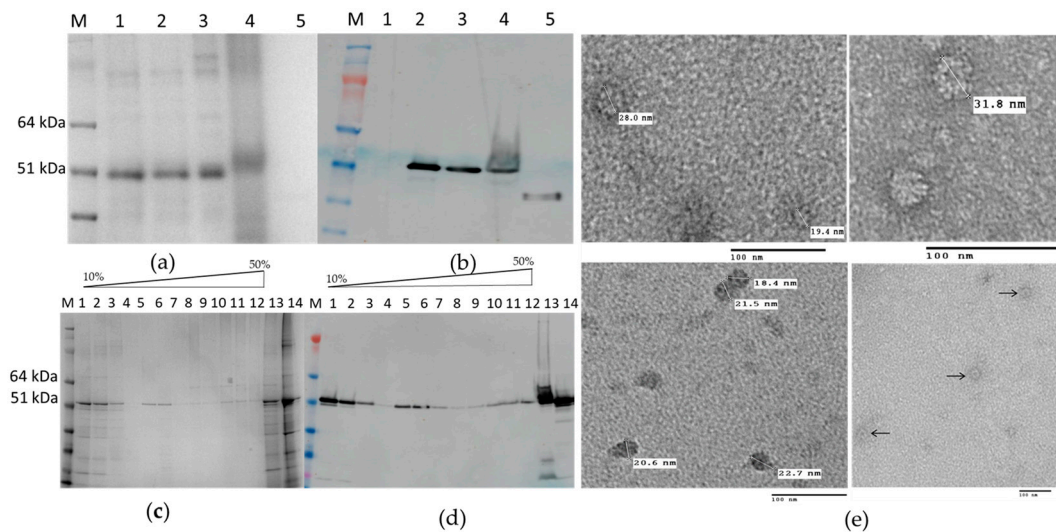 M 1 2 3 4 5
64 kDa
51 kDa
(a)
M 1 2 3 4 5
(b)
10% 50%
M 1 2 3 4 5 6 7 8 9 10 11 12 13 14
64 kDa
51 kDa
(c)
10% 50%
M 1 2 3 4 5 6 7 8 9 10 11 12 13 14
(d)
28.0 nm
19.4 nm
100 nm
31.8 nm
100 nm
18.4 nm
21.5 nm
20.6 nm
22.7 nm
100 nm
100 nm
(e)